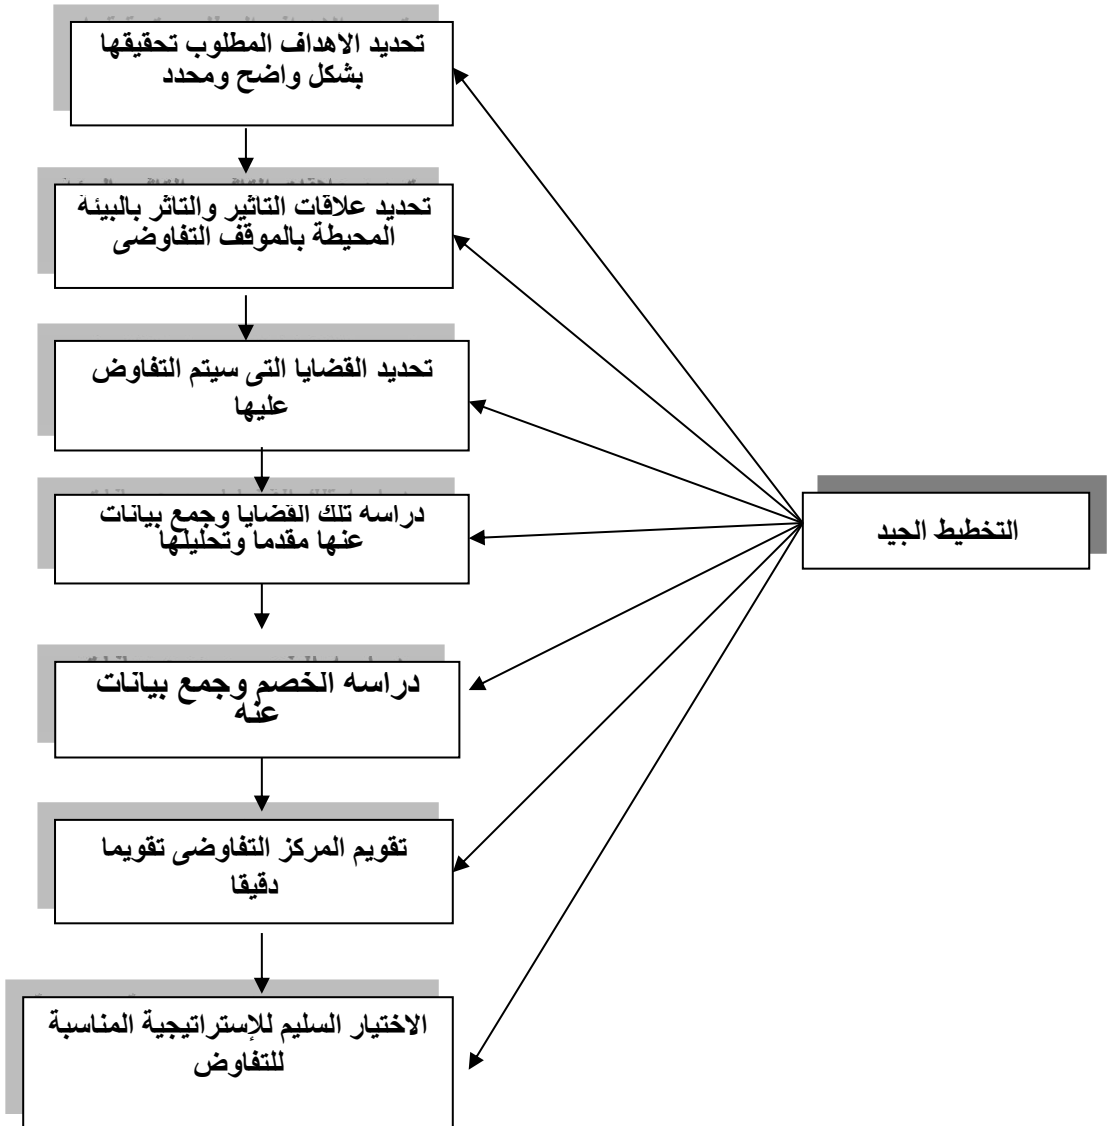 تحديد الاهداف المطلوب تحقيقها
بشكل واضح ومحدد
تحديد علاقات التاثير والتاثر بالبيئة
المحيطة بالموقف التفاوضى
تحديد القضايا التى سيتم التفاوض
عليها
دراسه تلك القضايا وجمع بيانات
عنها مقدما وتحليلها
التخطيط الجيد
دراسه الخصم وجمع بيانات
عنه
تقويم المركز التفاوضى تقويما
دقيقا
الاختيار السليم للإستراتيجية المناسبة
للتفاوض